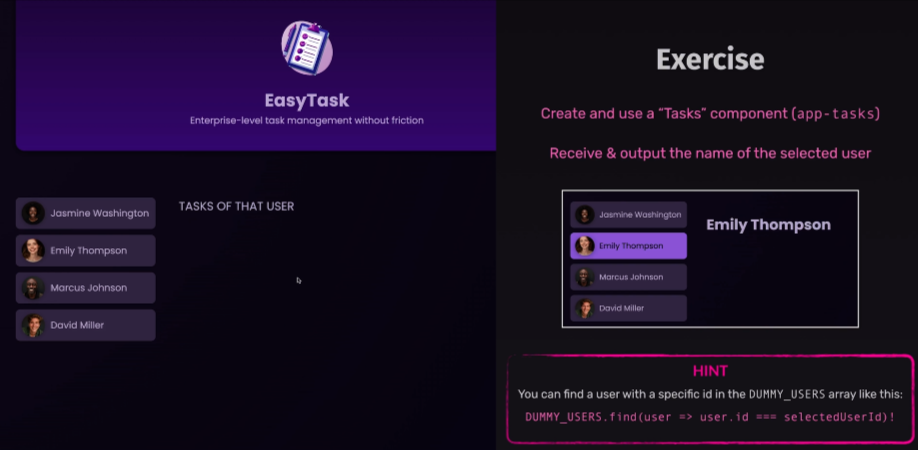 EasyTask
Enterprise-level task management without friction
Jasmine Washington
Emily Thompson
Marcus Johnson
David Miller
TASKS OF THAT USER
Exercise
Create and use a “Tasks” component (app-tasks)
Receive & output the name of the selected user
Jasmine Washington
Emily Thompson
Marcus Johnson
David Miller
Emily Thompson
HINT
You can find a user with a specific id in the DUMMY_USERS array like this:
DUMMY_USERS.find(user => user.id === selectedUserId)!